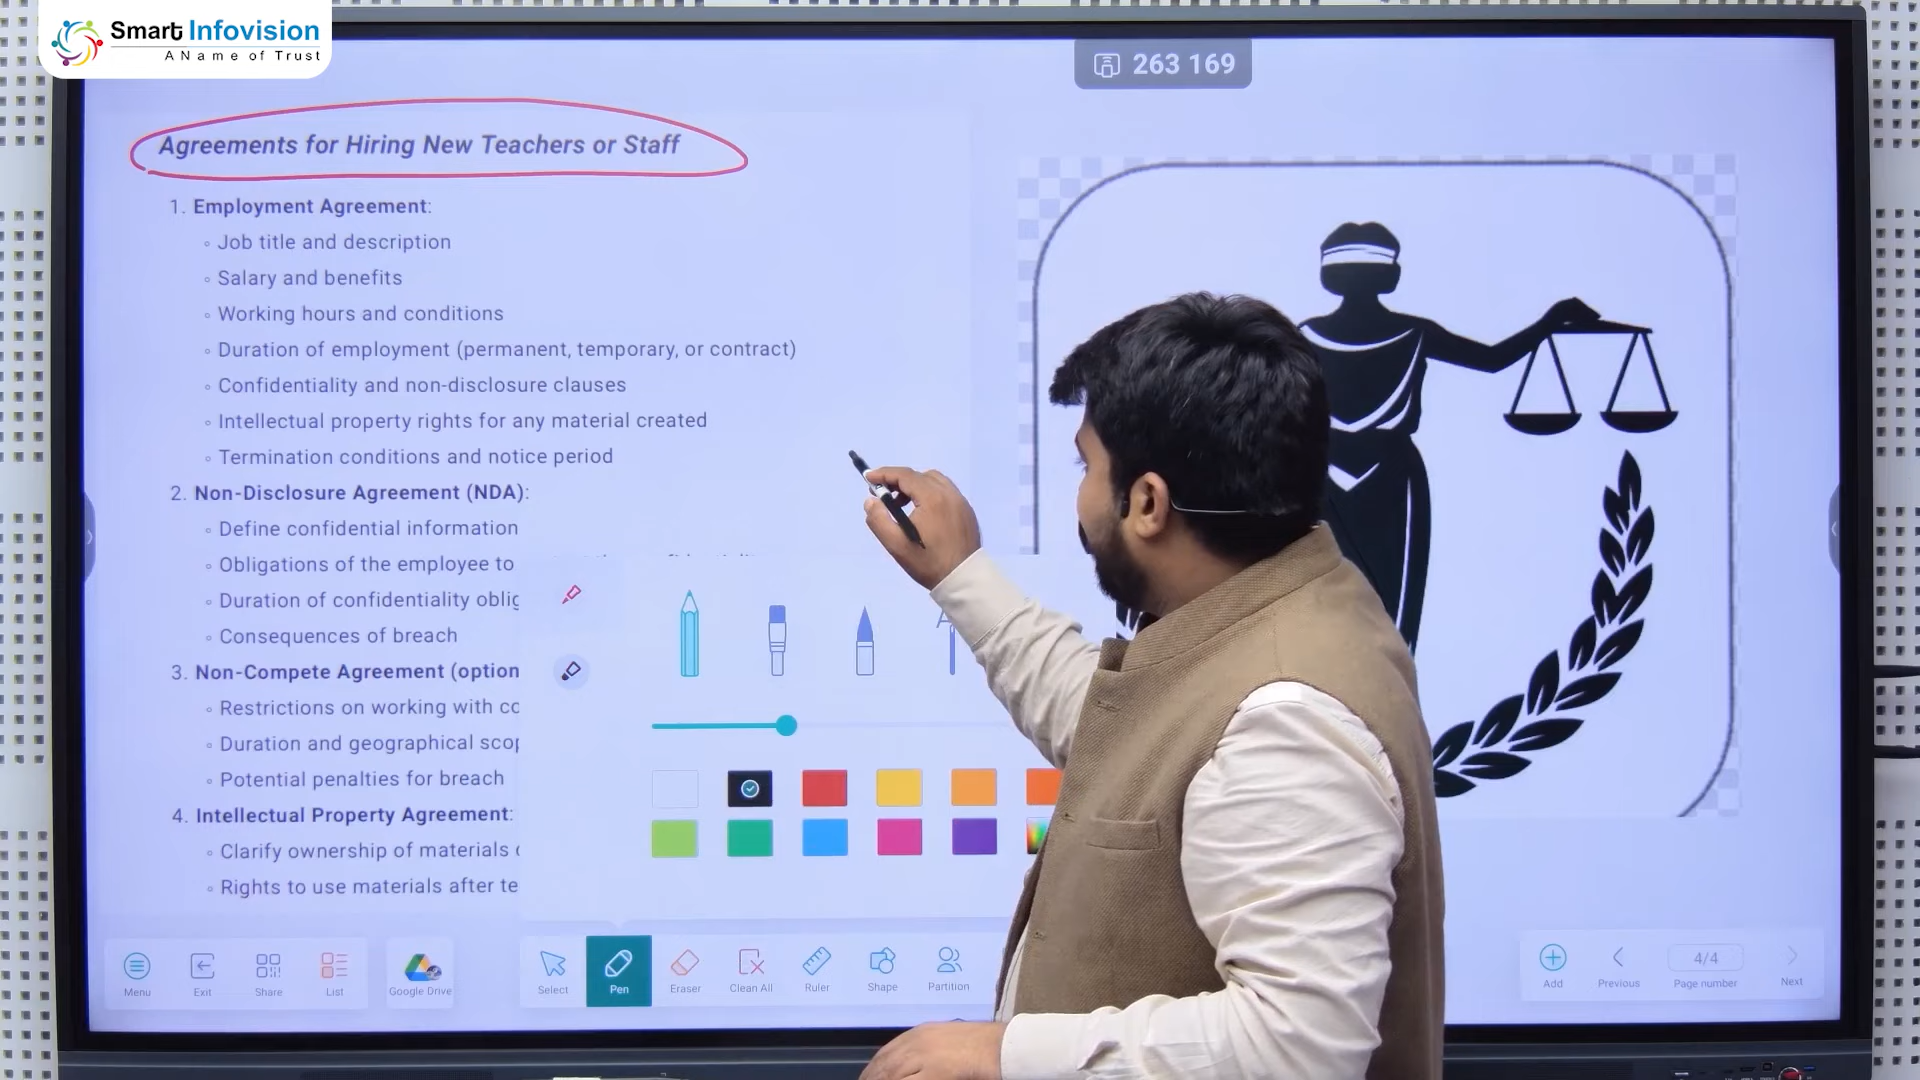 Smart Infovision
A Name of Trust
263 169
Agreements for Hiring New Teachers or Staff
1. Employment Agreement:
◦ Job title and description
◦ Salary and benefits
◦ Working hours and conditions
◦ Duration of employment (permanent, temporary, or contract)
◦ Confidentiality and non-disclosure clauses
◦ Intellectual property rights for any material created
◦ Termination conditions and notice period
2. Non-Disclosure Agreement (NDA):
◦ Define confidential information
◦ Obligations of the employee to
◦ Duration of confidentiality
◦ Consequences of breach
3. Non-Compete Agreement
◦ Restrictions on working with
◦ Duration and geographical
◦ Potential penalties for breach
4. Intellectual Property Agreement:
◦ Clarify ownership of materials
◦ Rights to use materials after
Menu
Exit
Share
List
Google Drive
Select
Pen
Eraser
Clean All
Ruler
Shape
Partition
Add
Previous
4/4
Page number
Next